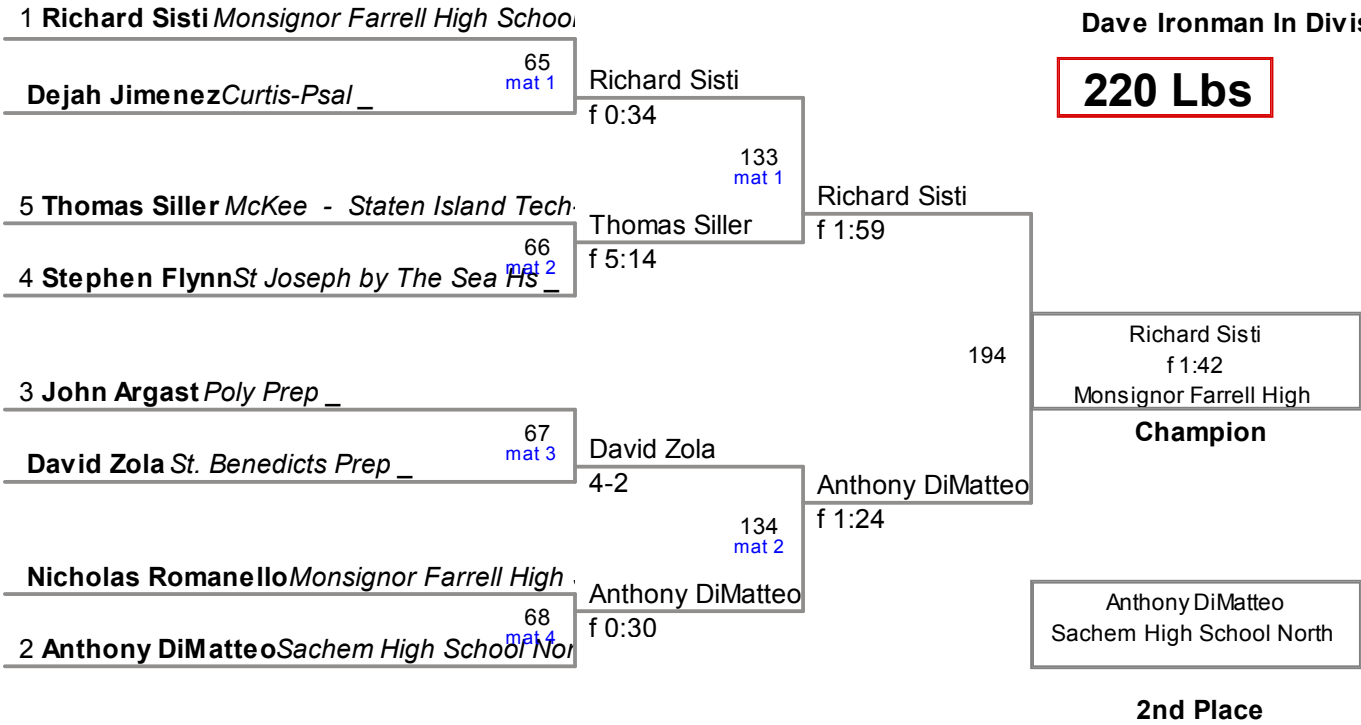 1 Richard Sisti Monsignor Farrell High School
Dave Ironman In Divis
65
mat 1
Richard Sisti
220 Lbs
Dejah Jimenez Curtis-Psal _
f 0:34
133
mat 1
5 Thomas Siller McKee - Staten Island Tech-
Richard Sisti
Thomas Siller
f 1:59
66
mat 2
f 5:14
4 Stephen Flynn St Joseph by The Sea Hs _
Richard Sisti
194
f 1:42
3 John Argast Poly Prep _
Monsignor Farrell High
67
mat 3
David Zola
Champion
David Zola St. Benedicts Prep _
4-2
Anthony DiMatteo
134
mat 2
f 1:24
Nicholas Romanello Monsignor Farrell High
Anthony DiMatteo
Anthony DiMatteo
68
mat 4
f 0:30
Sachem High School North
2 Anthony DiMatteo Sachem High School Nor
2nd Place